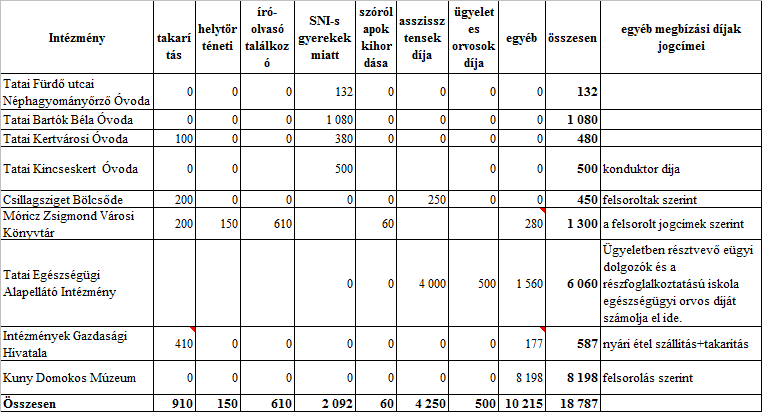 Intézmény takarí tás helytör téneti író- olvasó találkoz ó SNI-s gyerekek miatt szóról apok kihor dása asszissz tensek díja ügyelet es orvosok díja egyéb összesen egyéb megbízási díjak jogcímei
Tatai Fürdő utcai
Néphagyományőrző Óvoda 0 0 0 132 0 0 0 0 132
Tatai Bartók Béla Óvoda 0 0 0 1 080 0 0 0 0 1 080
Tatai Kertvárosi Óvoda 100 0 0 380 0 0 0 0 480
Tatai Kincseskert Óvoda 0 0 500 0 0 500 konduktor díja
Csillagsziget Bölcsőde 200 0 0 0 0 250 0 0 450 felsoroltak szerint
Móricz Zsigmond Városi
Könyvtár 200 150 610 60 280 1 300 a felsorolt jogcímek szerint
Tatai Egészségügi
Alapellátó Intézmény 0 0 4 000 500 1 560 6 060 Ügyeletben résztvevő eügyi
dolgozók és a
részfoglalkoztatású iskola
egészségügyi orvos díját
számolja el ide.
Intézmények Gazdasági
Hivatala 410 0 0 0 0 0 0 177 587 nyári étel szállítás+takarítás
Kuny Domokos Múzeum 0 0 0 0 0 0 0 8 198 8 198 felsorolás szerint
Összesen 910 150 610 2 092 60 4 250 500 10 215 18 787